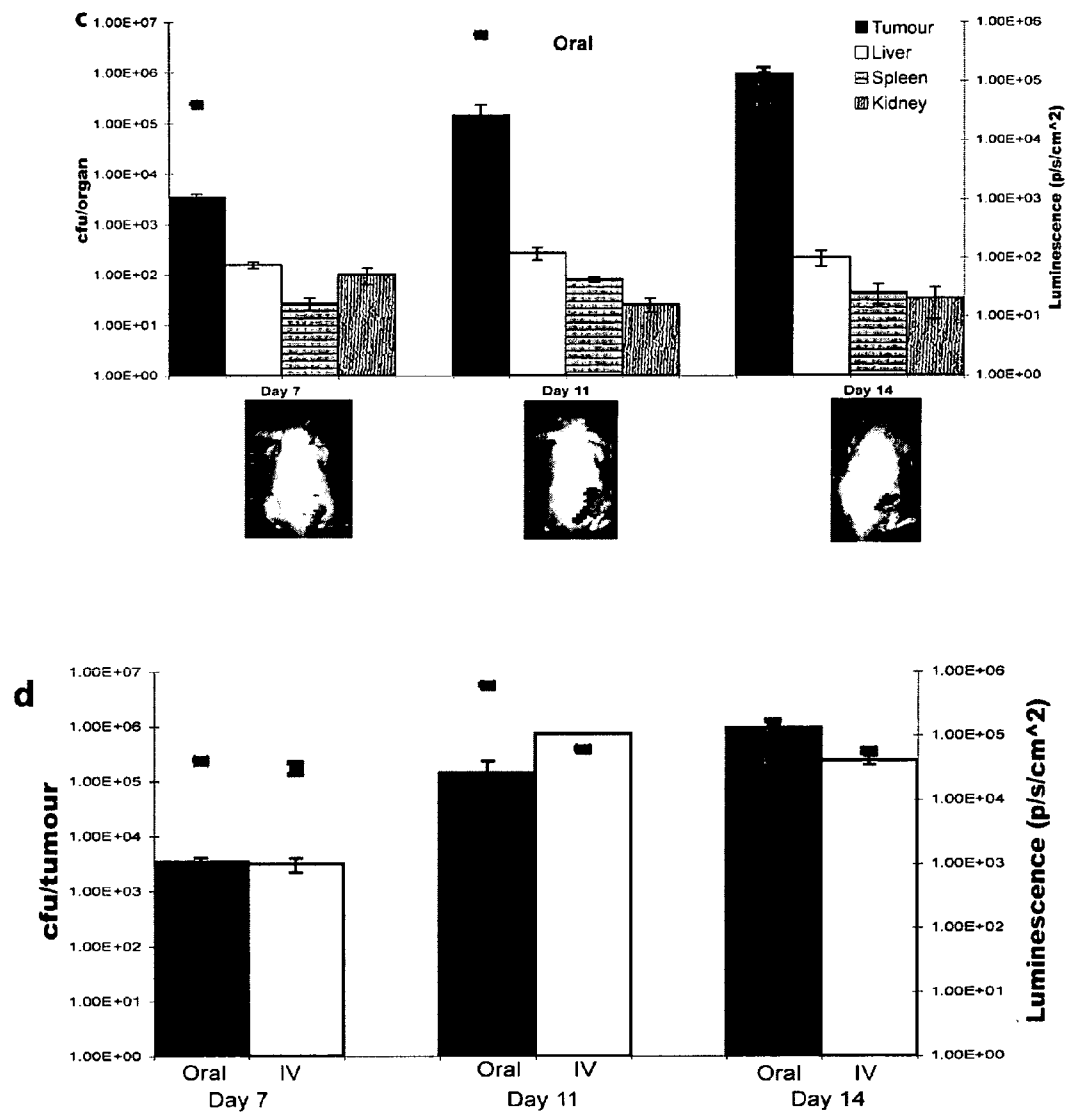 c
Oral
1.00E+07
1.00E+06
1.00E+05
1.00E+04
1.00E+03
1.00E+02
1.00E+01
1.00E+00
cfu/organ
Tumour
Liver
Spleen
Kidney
1.00E+06
1.00E+05
1.00E+04
1.00E+03
1.00E+02
1.00E+01
1.00E+00
Luminescence (p/s/cm^2)
Day 7
Day 11
Day 14
d
1.00E+07
1.00E+06
1.00E+05
1.00E+04
1.00E+03
1.00E+02
1.00E+01
1.00E+00
cfu/tumour
1.00E+06
1.00E+05
1.00E+04
1.00E+03
1.00E+02
1.00E+01
1.00E+00
Luminescence (p/s/cm^2)
Oral IV Oral IV Oral IV
Day 7 Day 11 Day 14